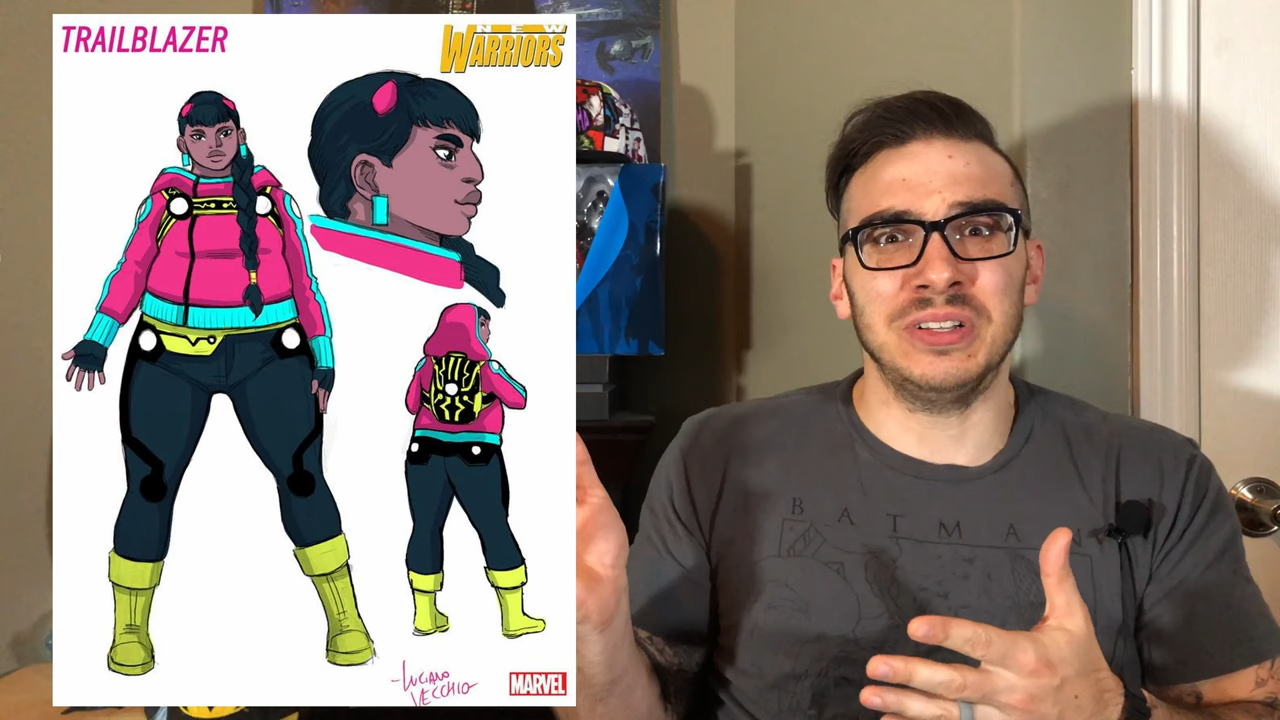 TRAILBLAZER
NEW
WARRIORS
BATMAN
-LUCIANO
VECCHIO
MARVEL